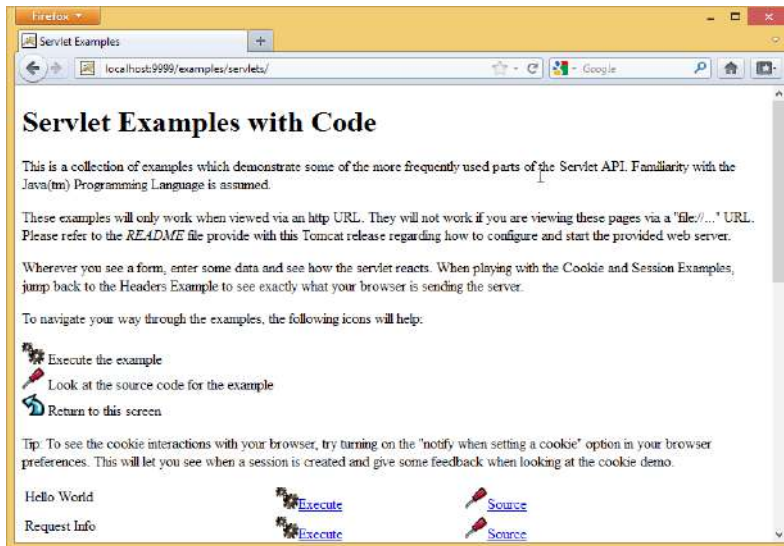 Firefox
Servlet Examples
localhost:9999/examples/servlets/
Google
Servlet Examples with Code
This is a collection of examples which demonstrate some of the more frequently used parts of the Servlet API. Familiarity with the
Java(tm) Programming Language is assumed.
These examples will only work when viewed via an http URL. They will not work if you are viewing these pages via a "file://..." URL.
Please refer to the README file provide with this Tomcat release regarding how to configure and start the provided web server.
Wherever you see a form, enter some data and see how the servlet reacts. When playing with the Cookie and Session Examples,
jump back to the Headers Example to see exactly what your browser is sending the server.
To navigate your way through the examples, the following icons will help:
Execute the example
Look at the source code for the example
Return to this screen
Tip: To see the cookie interactions with your browser, try turning on the "notify when setting a cookie" option in your browser
preferences. This will let you see when a session is created and give some feedback when looking at the cookie demo.
Hello World Execute Source
Request Info Execute Source